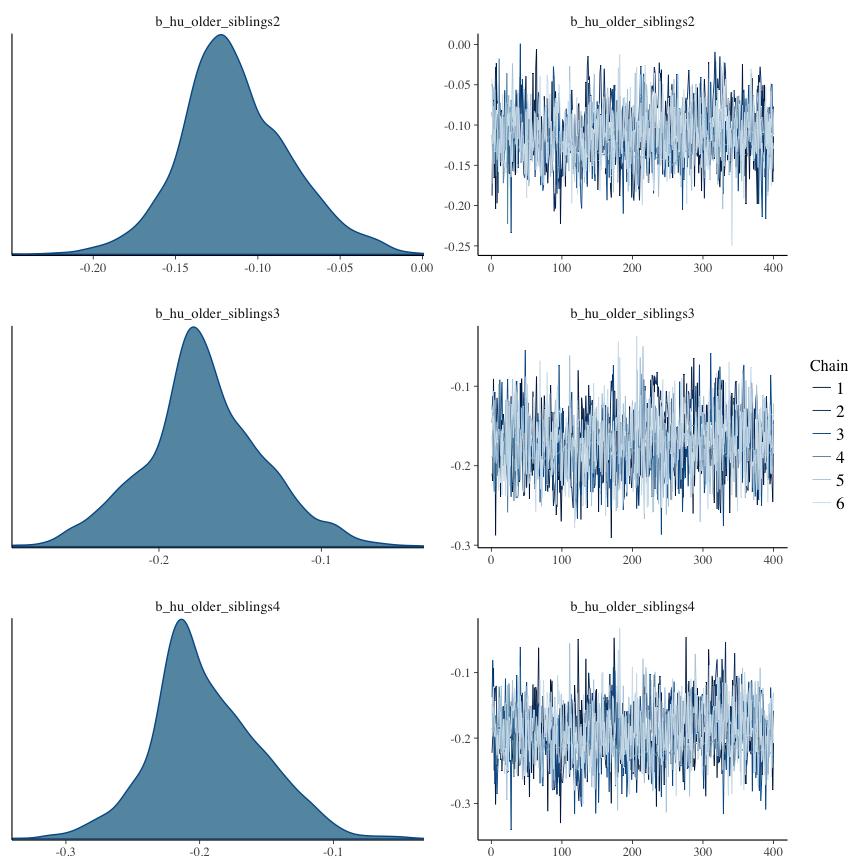 b_hu_older_siblings2
-0.20 -0.15 -0.10 -0.05 0.00
b_hu_older_siblings2
0.00
-0.05
-0.10
-0.15
-0.20
-0.25
0 100 200 300 400
b_hu_older_siblings3
-0.2 -0.1
b_hu_older_siblings3
-0.1
-0.2
-0.3
0 100 200 300 400
Chain
1
2
3
4
5
6
b_hu_older_siblings4
-0.3 -0.2 -0.1
b_hu_older_siblings4
-0.1
-0.2
-0.3
0 100 200 300 400